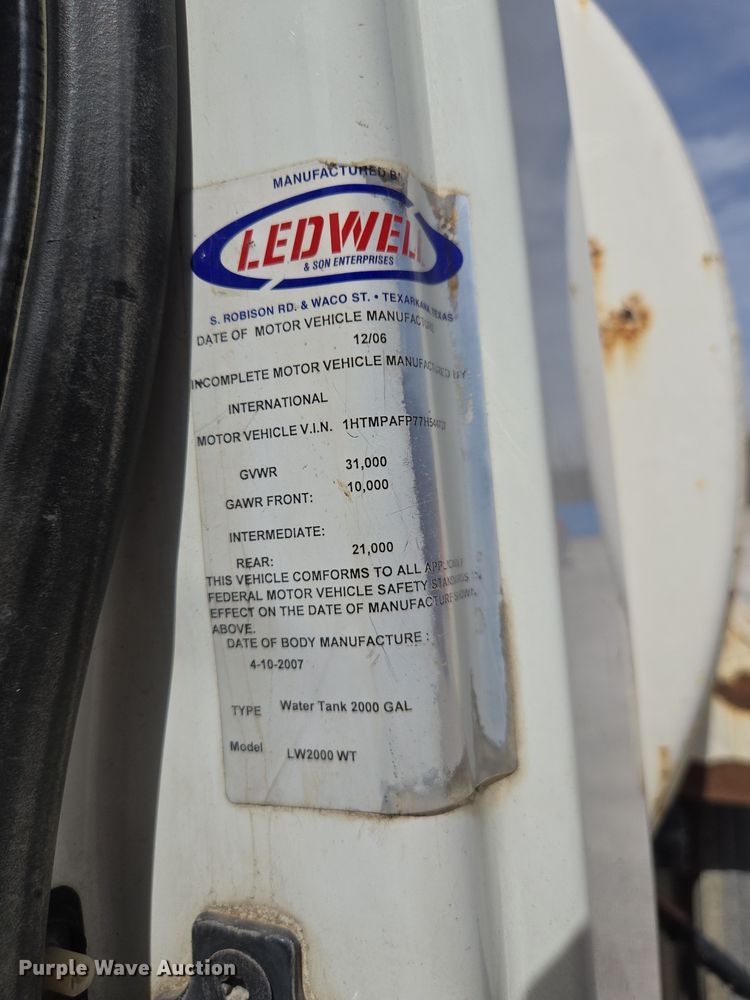 MANUFACTURED BY
LEDWELL
& SON ENTERPRISES
S. ROBISON RD. & WACO ST. • TEXARKANA, TEXAS
DATE OF MOTOR VEHICLE MANUFACTURE
12/06
INCOMPLETE MOTOR VEHICLE MANUFACTURED BY
INTERNATIONAL
MOTOR VEHICLE V.I.N.
GVWR 31,000
GAWR FRONT: 10,000
INTERMEDIATE:
REAR: 21,000
THIS VEHICLE COMFORMS TO ALL APPLICABLE
FEDERAL MOTOR VEHICLE SAFETY STANDARDS
EFFECT ON THE DATE OF MANUFACTURE SHOWN
ABOVE.
DATE OF BODY MANUFACTURE :
4-10-2007
TYPE Water Tank 2000 GAL
Model LW2000 WT
Purple Wave Auction